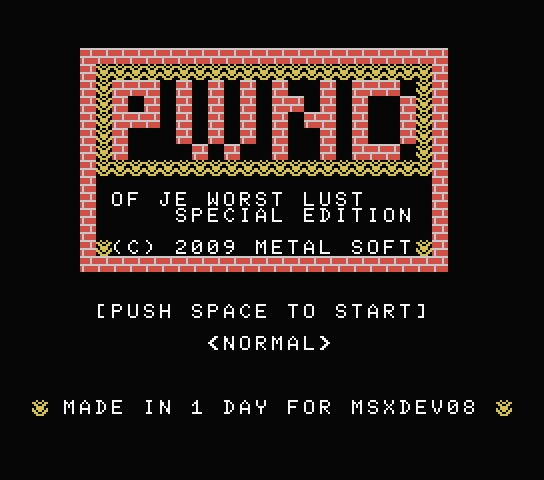 PWND
OF JE WORST LUST
SPECIAL EDITION
(C) 2009 METAL SOFT
[PUSH SPACE TO START]
<NORMAL>
MADE IN 1 DAY FOR MSXDEV08